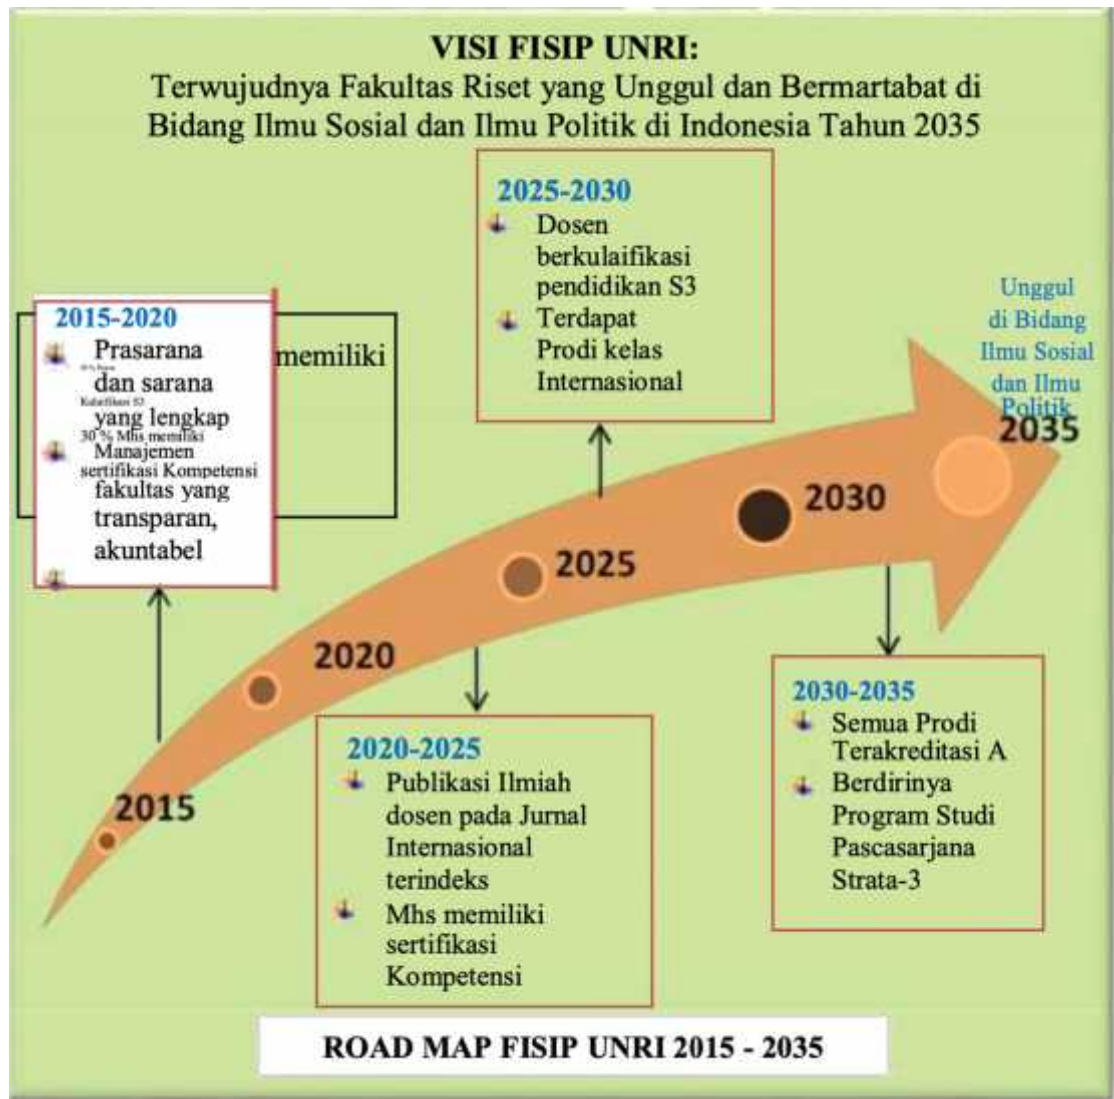 VISI FISIP UNRI:
Terwujudnya Fakultas Riset yang Unggul dan Bermartabat di
Bidang Ilmu Sosial dan Ilmu Politik di Indonesia Tahun 2035
2025-2030
Dosen
berkulaifikasi
pendidikan S3
Terdapat
Prodi kelas
Internasional
2015-2020
Prasarana
memiliki
dan sarana
Kulaifikasi S3
yang lengkap
30 % Mhs memiliki
Manajemen
sertifikasi Kompetensi
fakultas yang
transparan,
akuntabel
Unggul
di Bidang
Ilmu Sosial
dan Ilmu
Politik
2035
2030
2025
2020
2015
2020-2025
Publikasi Ilmiah
dosen pada Jurnal
Internasional
terindeks
Mhs memiliki
sertifikasi
Kompetensi
2030-2035
Semua Prodi
Terakreditasi A
Berdirinya
Program Studi
Pascasarjana
Strata-3
ROAD MAP FISIP UNRI 2015 - 2035